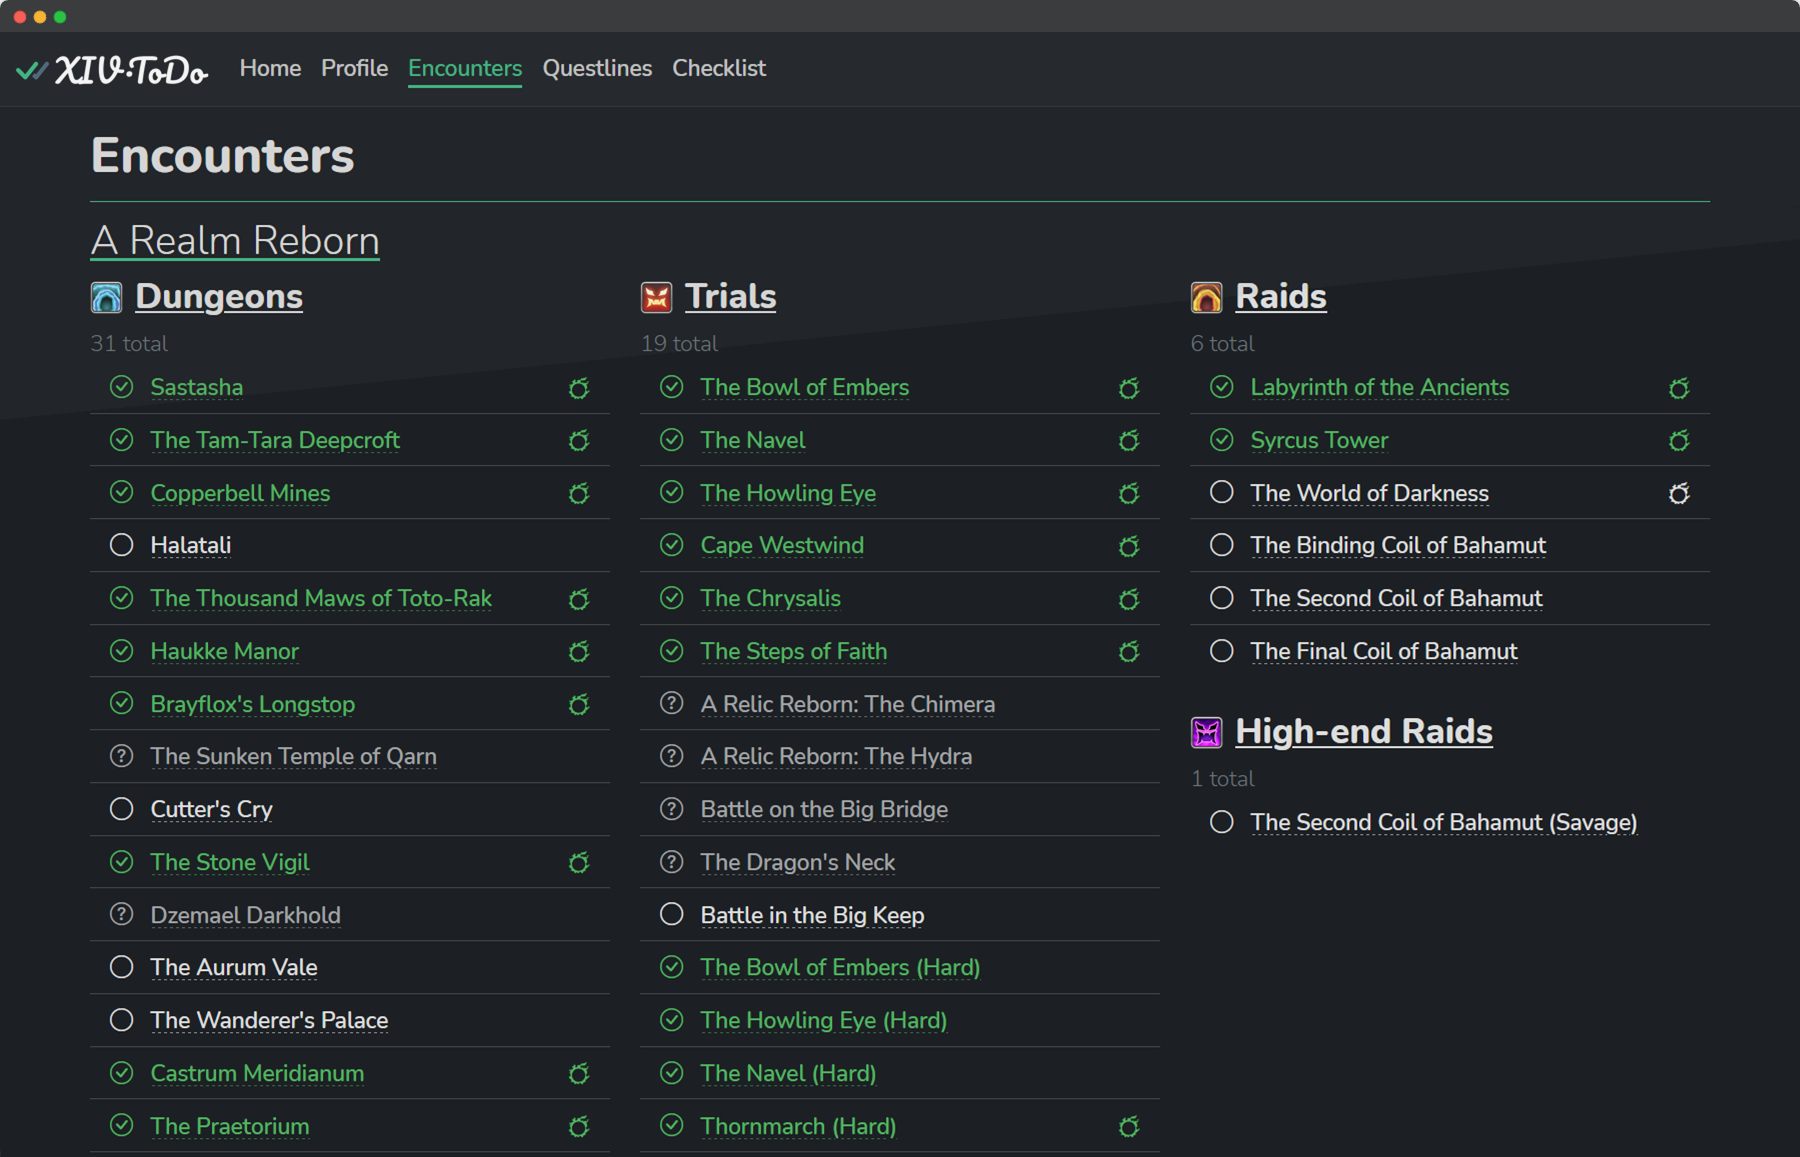 XIV·ToDo
Home
Profile
Encounters
Questlines
Checklist
Encounters
A Realm Reborn
Dungeons
31 total
Sastasha
The Tam-Tara Deepcroft
Copperbell Mines
Halatali
The Thousand Maws of Toto-Rak
Haukke Manor
Brayflox's Longstop
The Sunken Temple of Qarn
Cutter's Cry
The Stone Vigil
Dzemael Darkhold
The Aurum Vale
The Wanderer's Palace
Castrum Meridianum
The Praetorium
Trials
19 total
The Bowl of Embers
The Navel
The Howling Eye
Cape Westwind
The Chrysalis
The Steps of Faith
A Relic Reborn: The Chimera
A Relic Reborn: The Hydra
Battle on the Big Bridge
The Dragon's Neck
Battle in the Big Keep
The Bowl of Embers (Hard)
The Howling Eye (Hard)
The Navel (Hard)
Thornmarch (Hard)
Raids
6 total
Labyrinth of the Ancients
Syrcus Tower
The World of Darkness
The Binding Coil of Bahamut
The Second Coil of Bahamut
The Final Coil of Bahamut
High-end Raids
1 total
The Second Coil of Bahamut (Savage)